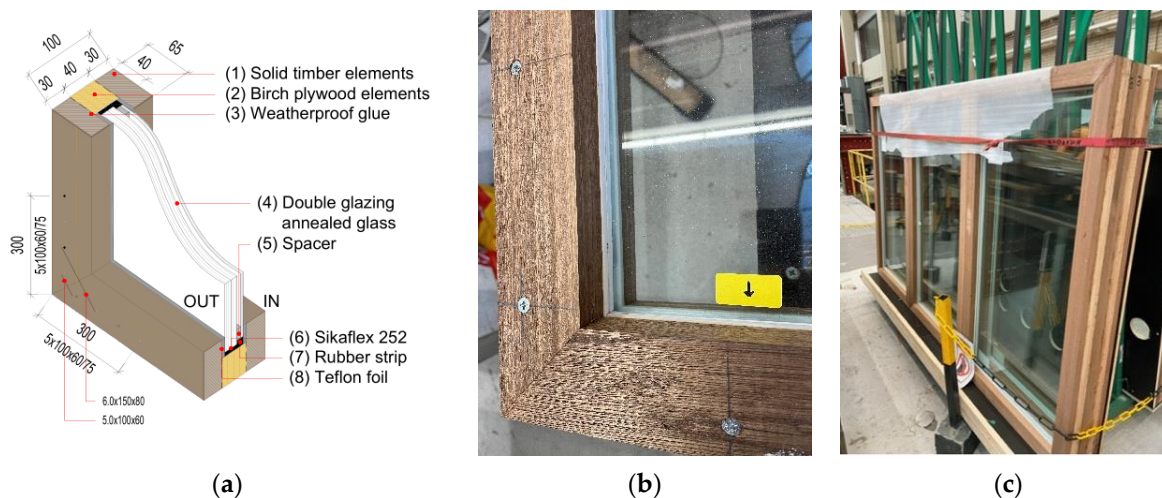 100
30
40
30
65
40
(1) Solid timber elements
(2) Birch plywood elements
(3) Weatherproof glue
(4) Double glazing
annealed glass
(5) Spacer
300
5x100x60/75
OUT
IN
300
5x100x60/75
(6) Sikaflex 252
(7) Rubber strip
(8) Teflon foil
6.0x150x80
5.0x100x60
(a)
(b)
(c)